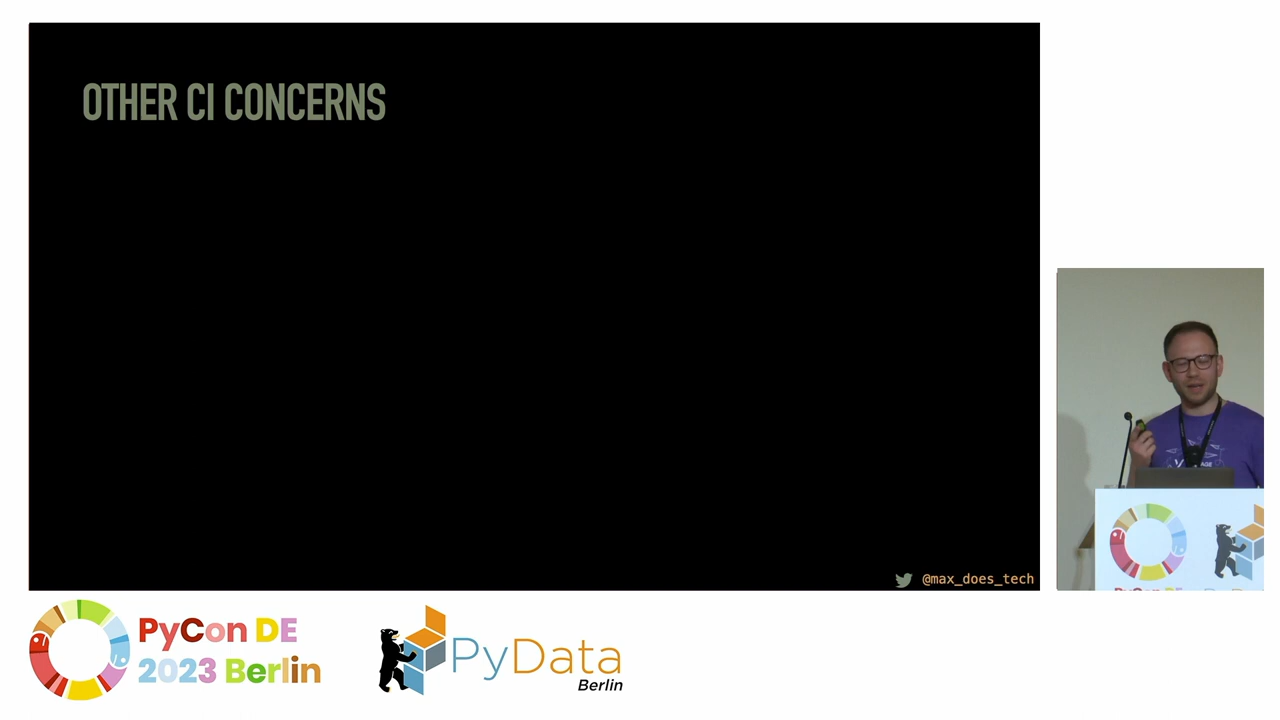 OTHER CI CONCERNS
@max_does_tech
PyCon DE
2023 Berlin
PyData
Berlin